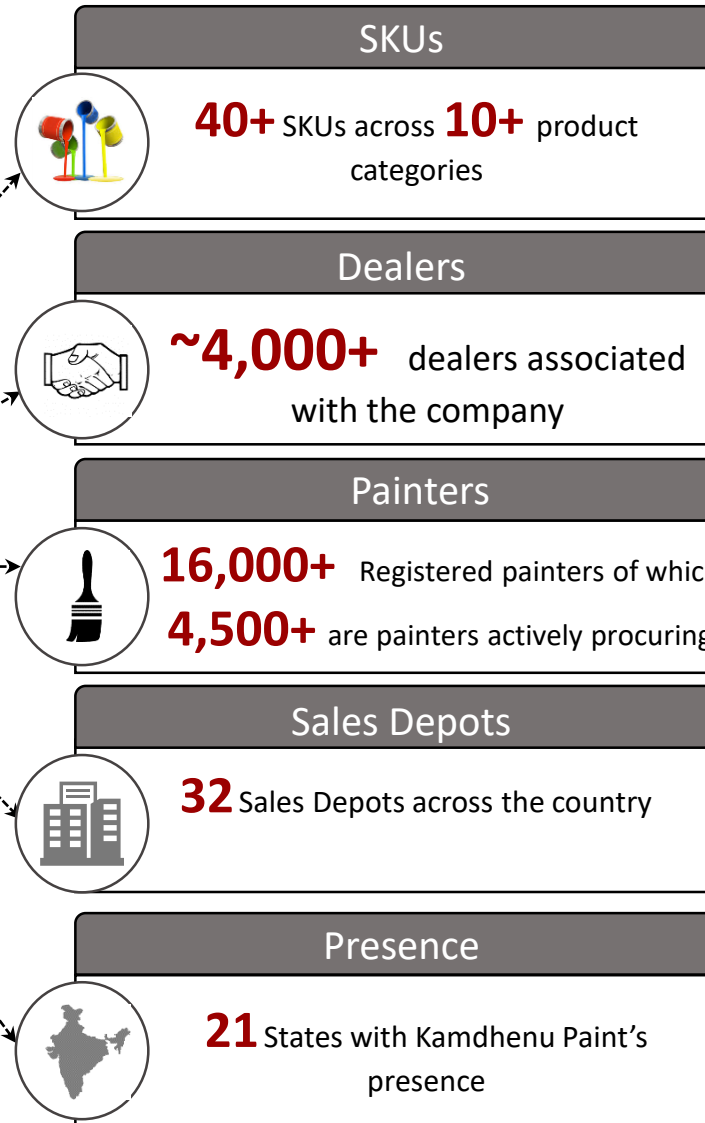 SKUs
40+ SKUs across 10+ product
categories
Dealers
~4,000+ dealers associated
with the company
Painters
16,000+ Registered painters of whic
4,500+ are painters actively procuring
Sales Depots
32 Sales Depots across the country
Presence
21 States with Kamdhenu Paint’s
presence